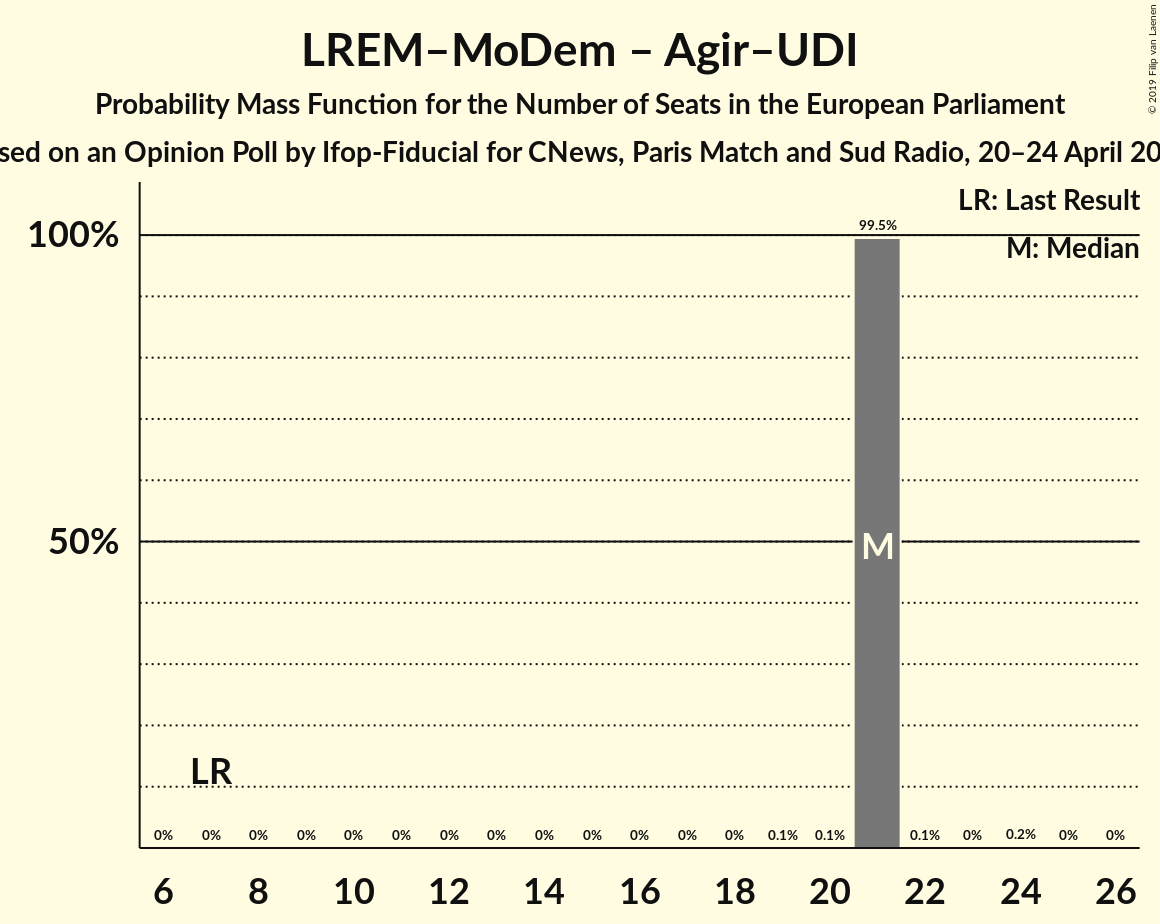 LREM–MoDem – Agir–UDI
Probability Mass Function for the Number of Seats in the European Parliament
on an Opinion Poll by Ifop-Fiducial for CNews, Paris Match and Sud Radio, 20–24 April
© 2019 Filip van Laenen
LR: Last Result
M: Median
100%
50%
99.5%
M
LR
0% 0% 0% 0% 0% 0% 0% 0% 0% 0% 0% 0% 0% 0.1% 0.1% 0.1% 0% 0.2% 0% 0%
6 8 10 12 14 16 18 20 22 24 26